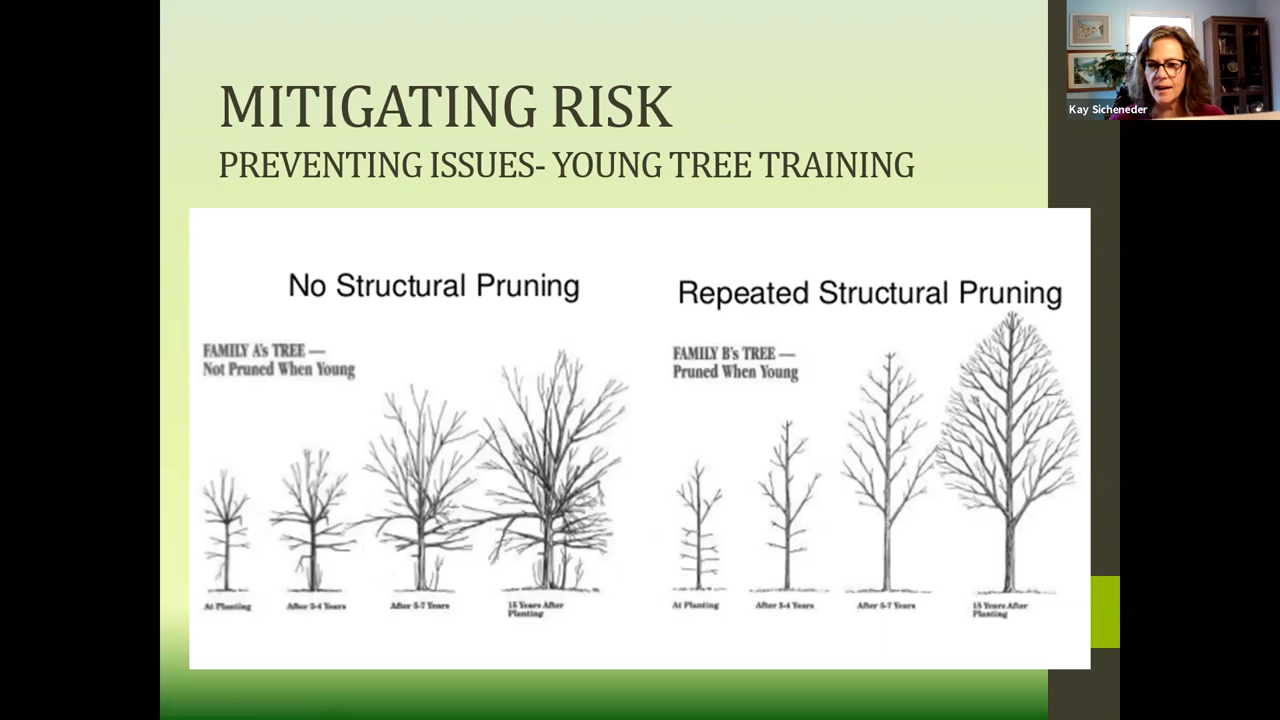 MITIGATING RISK
PREVENTING ISSUES- YOUNG TREE TRAINING
Kay Sicheneder
No Structural Pruning
FAMILY A's TREE —
Not Pruned When Young
At Planting
After 3-4 Years
After 5-7 Years
15 Years After
Planting
Repeated Structural Pruning
FAMILY B's TREE —
Pruned When Young
At Planting
After 3-4 Years
After 5-7 Years
15 Years After
Planting